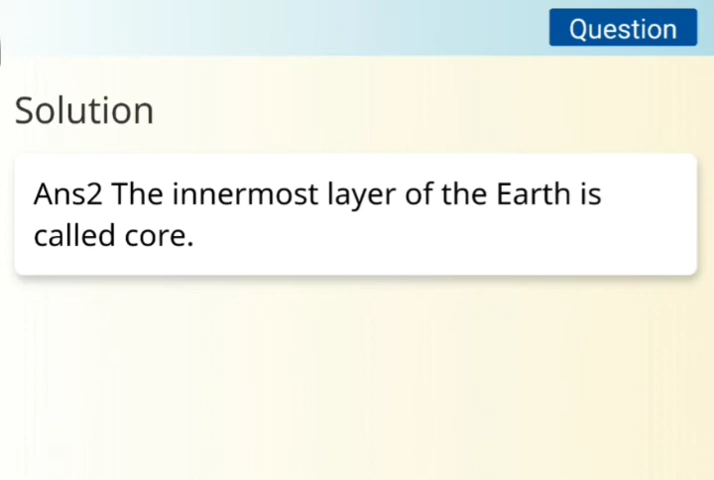 Question
Solution
Ans2 The innermost layer of the Earth is
called core.